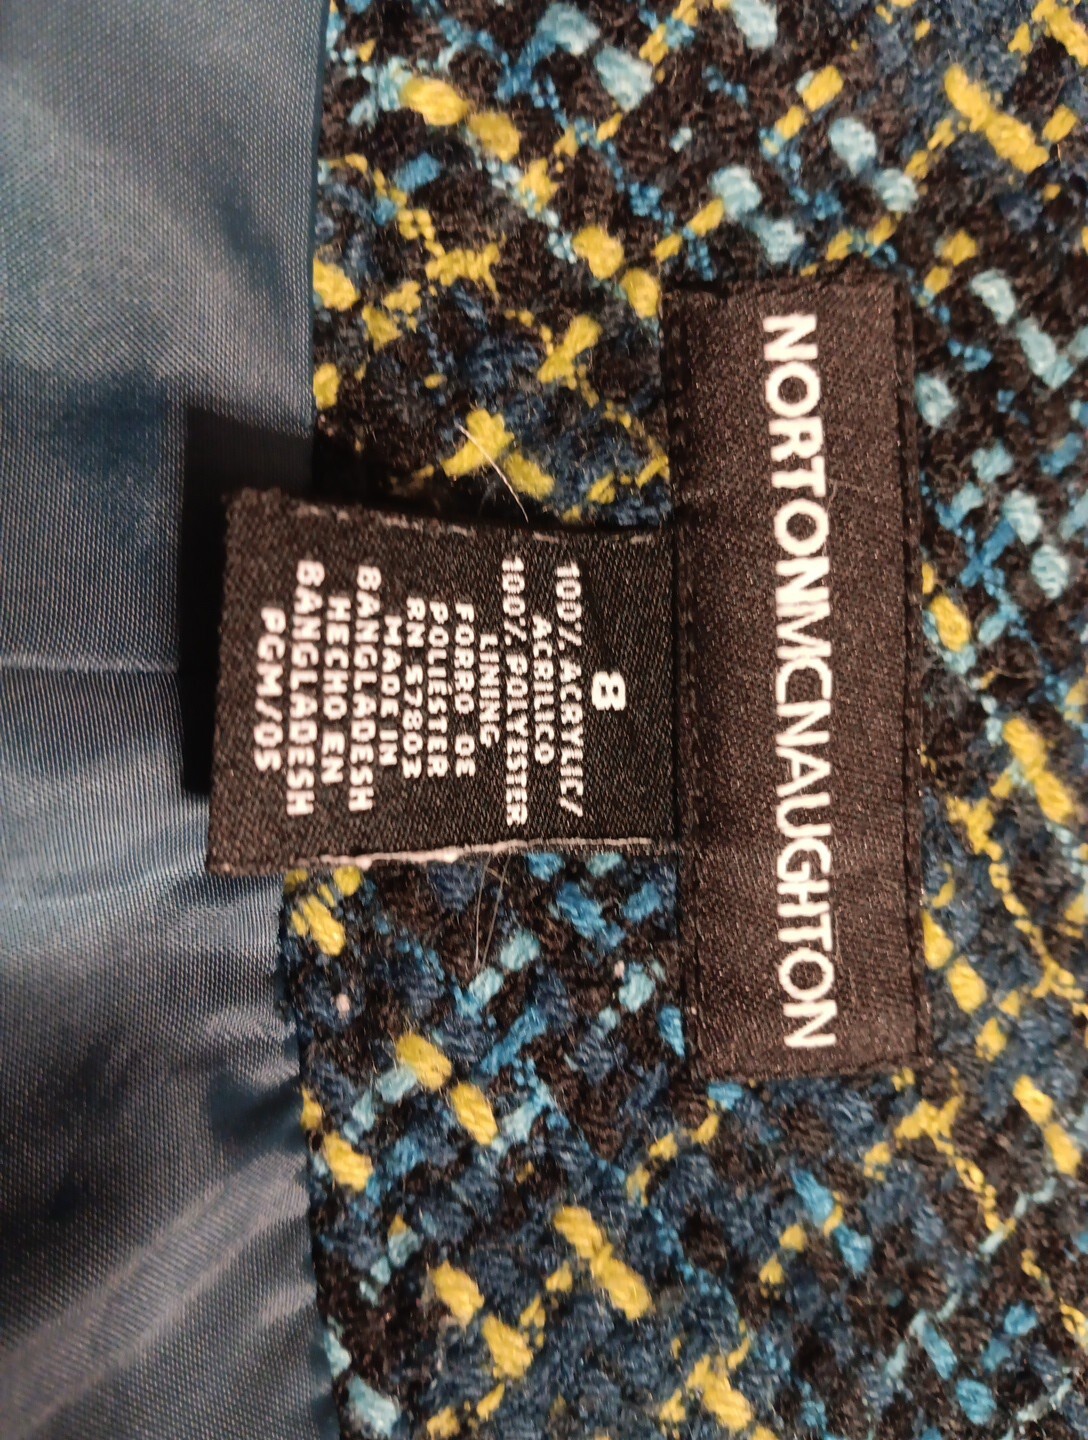 NORTONMCNAUGHTON
8
100% ACRYLIC/
ACRILICO
100% POLYESTER
LINING
FORRO DE
POLIESTER
RN 57803
MADE IN
BANGLADESH
HECHO EN
BANGLADESH
PGM/OS